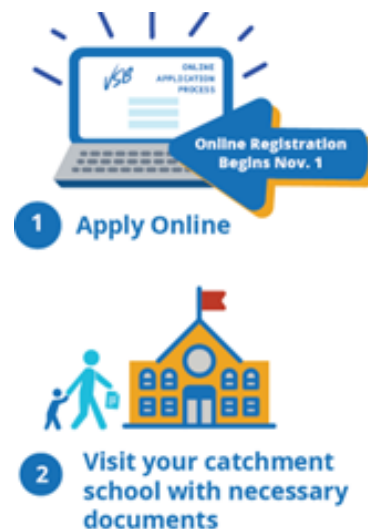 VSB
ONLINE
APPLICATION
PROCESS
Online Registration
Begins Nov. 1
1 Apply Online
2 Visit your catchment
school with necessary
documents